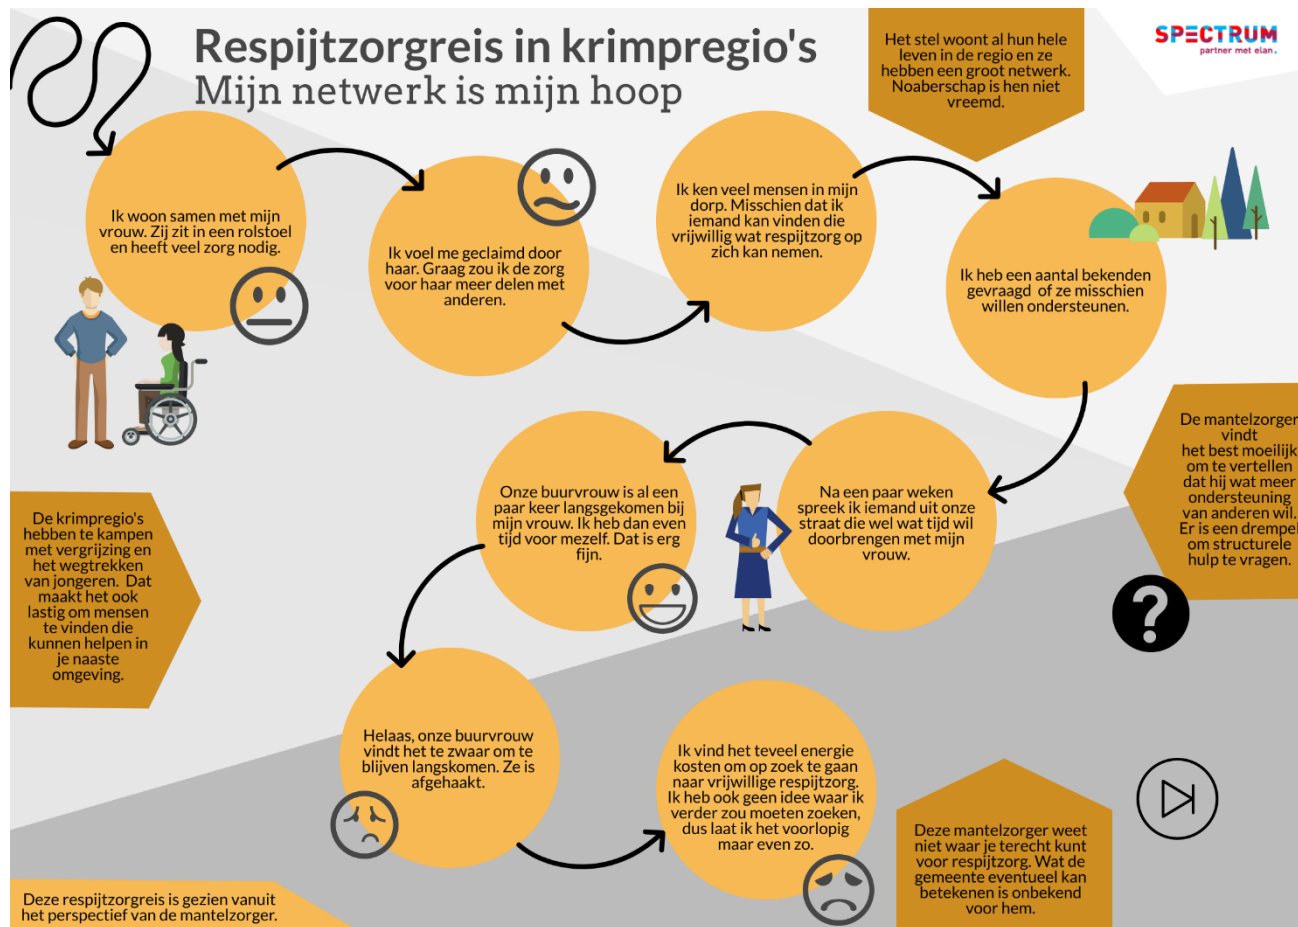 Respijtzorgreis in krimpregio's
Mijn netwerk is mijn hoop
SPECTRUM
partner met elan.
Het stel woont al hun hele
leven in de regio en ze
hebben een groot netwerk.
Noaberschap is hen niet
vreemd.
Ik woon samen met mijn
vrouw. Zij zit in een rolstoel
en heeft veel zorg nodig.
Ik voel me geclaimd door
haar. Graag zou ik de zorg
voor haar meer delen met
anderen.
Ik ken veel mensen in mijn
dorp. Misschien dat ik
iemand kan vinden die
vrijwillig wat respijtzorg op
zich kan nemen.
Ik heb een aantal bekenden
gevraagd of ze misschien
willen ondersteunen.
De mantelzorger
vindt
het best moeilijk
om te vertellen
dat hij wat meer
ondersteuning
van anderen wil.
Er is een drempel
om structurele
hulp te vragen.
Na een paar weken
spreek ik iemand uit onze
straat die wel wat tijd wil
doorbrengen met mijn
vrouw.
Onze buurvrouw is al een
paar keer langsgekomen bij
mijn vrouw. Ik heb dan even
tijd voor mezelf. Dat is erg
fijn.
De krimpregio's
hebben te kampen
met vergrijzing en
het wegtrekken
van jongeren. Dat
maakt het ook
lastig om mensen
te vinden die
kunnen helpen in
je naaste
omgeving.
Helaas, onze buurvrouw
vindt het te zwaar om te
blijven langskomen. Ze is
afgehaakt.
Ik vind het teveel energie
kosten om op zoek te gaan
naar vrijwillige respijtzorg.
Ik heb ook geen idee waar ik
verder zou moeten zoeken,
dus laat ik het voorlopig
maar even zo.
Deze mantelzorger weet
niet waar je terecht kunt
voor respijtzorg. Wat de
gemeente eventueel kan
betekenen is onbekend
voor hem.
Deze respijtzorgreis is gezien vanuit
het perspectief van de mantelzorger.